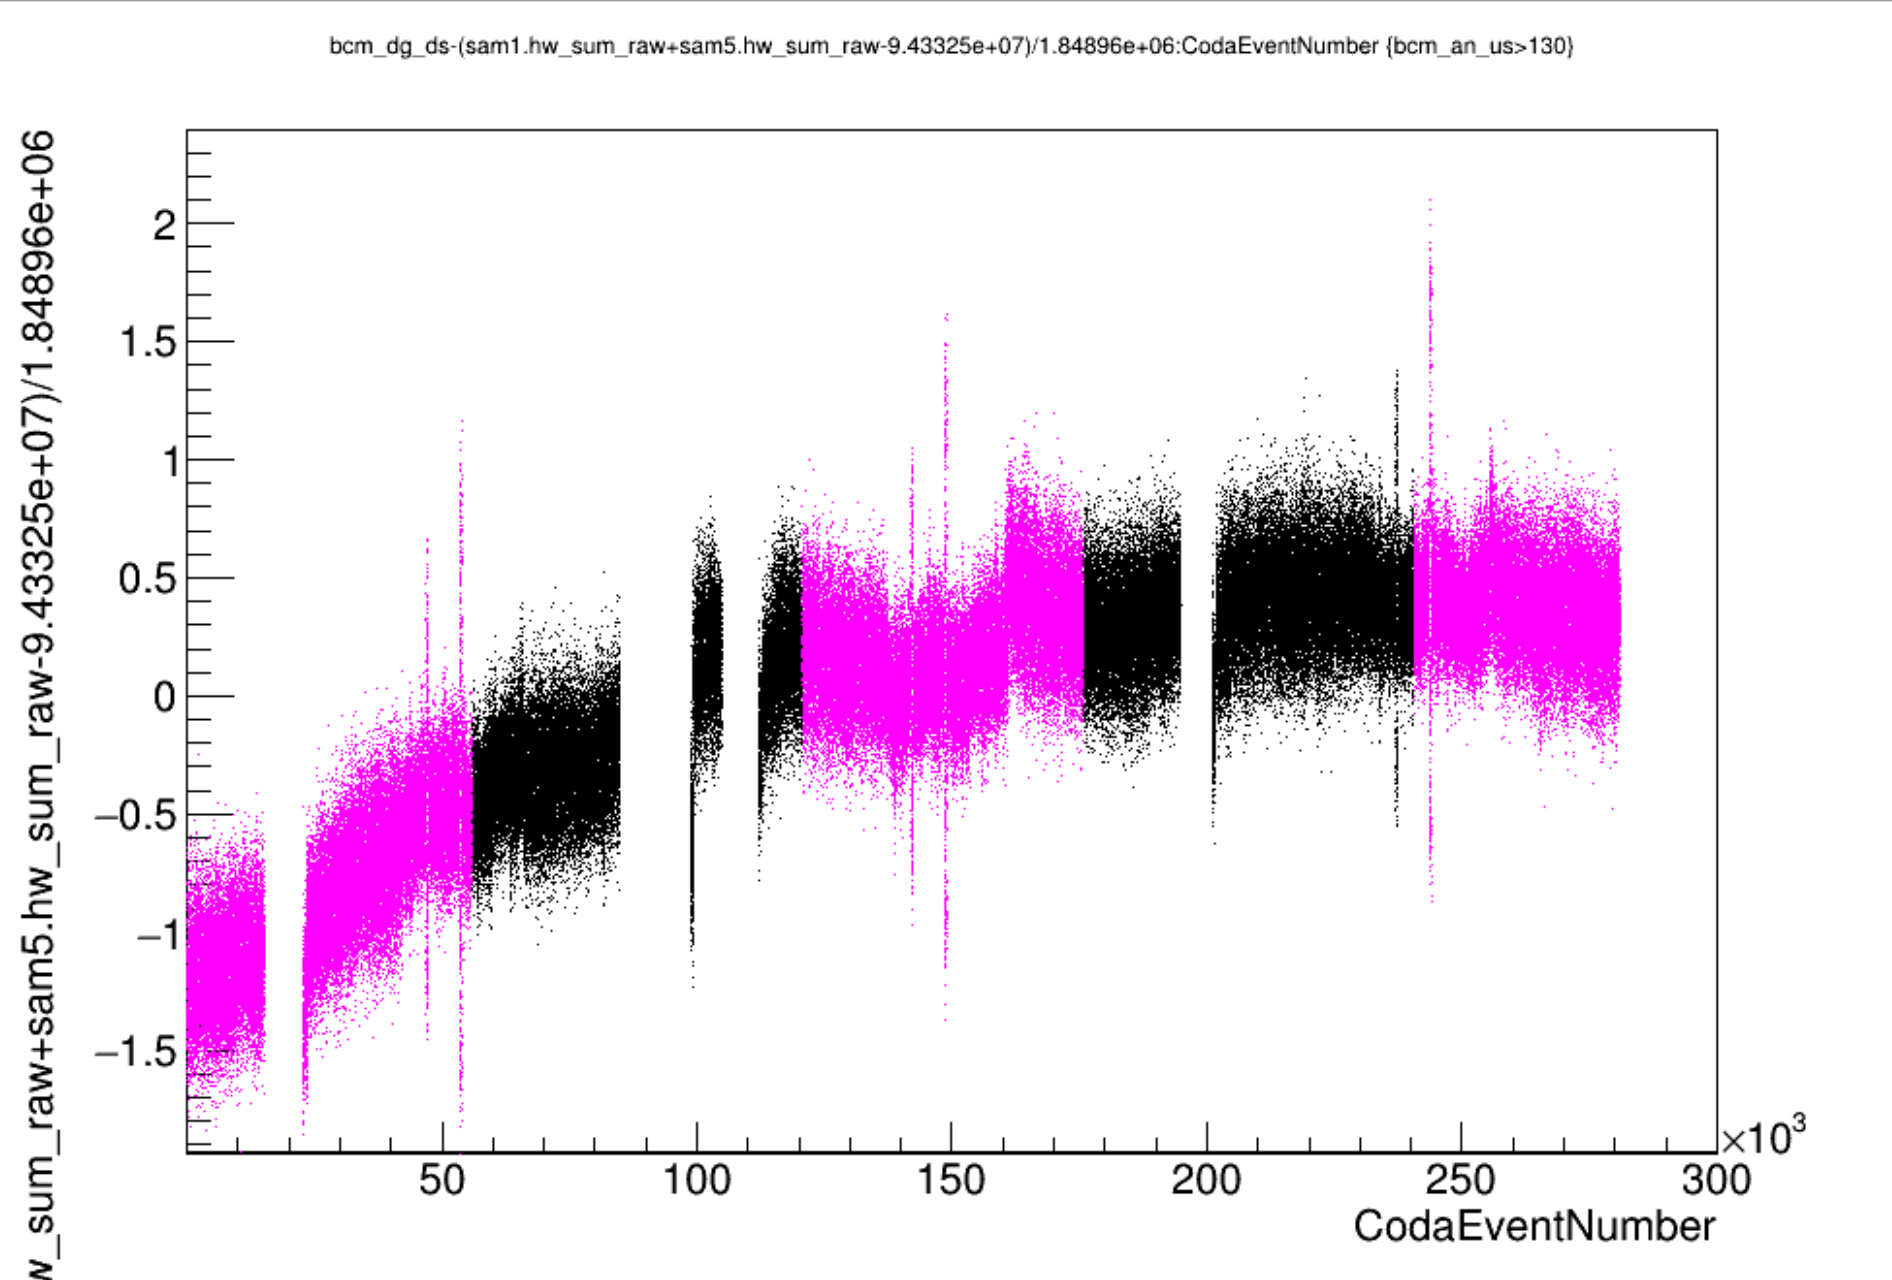 bcm_dg_ds-(sam1.hw_sum_raw+sam5.hw_sum_raw-9.43325e+07)/1.84896e+06:CodaEventNumber {bcm_an_us>130}
w_sum_raw+sam5.hw_sum_raw-9.43325e+07)/1.84896e+06
2
1.5
1
0.5
0
−0.5
−1
−1.5
50 100 150 200 250 300
×10³
CodaEventNumber